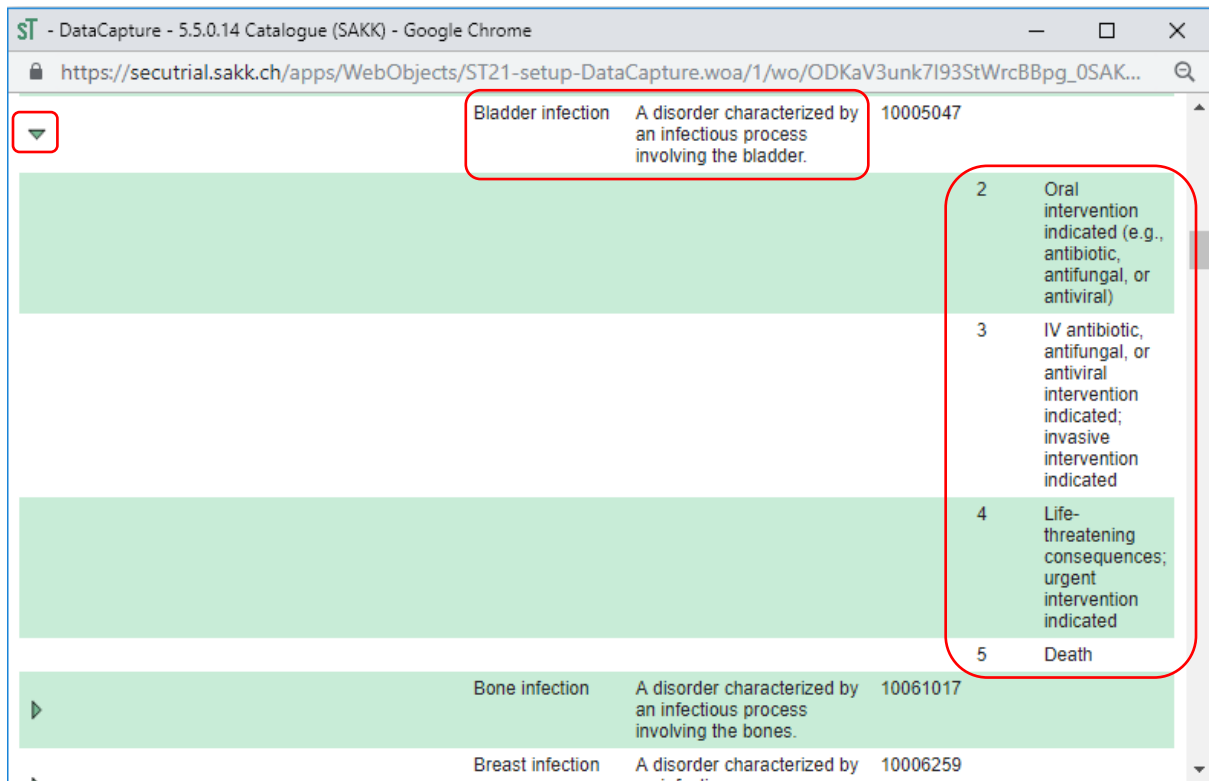 ST - DataCapture - 5.5.0.14 Catalogue (SAKK) - Google Chrome
https://secutrial.sakk.ch/apps/WebObjects/ST21-setup-DataCapture.woa/1/wo/ODKaV3unk7I93StWrcBBpg_0SAK...
Bladder infection A disorder characterized by 10005047
an infectious process
involving the bladder.
2 Oral
intervention
indicated (e.g.,
antibiotic,
antifungal, or
antiviral)
3 IV antibiotic,
antifungal, or
antiviral
intervention
indicated;
invasive
intervention
indicated
4 Life-
threatening
consequences;
urgent
intervention
indicated
5 Death
Bone infection A disorder characterized by 10061017
an infectious process
involving the bones.
Breast infection A disorder characterized by 10006259